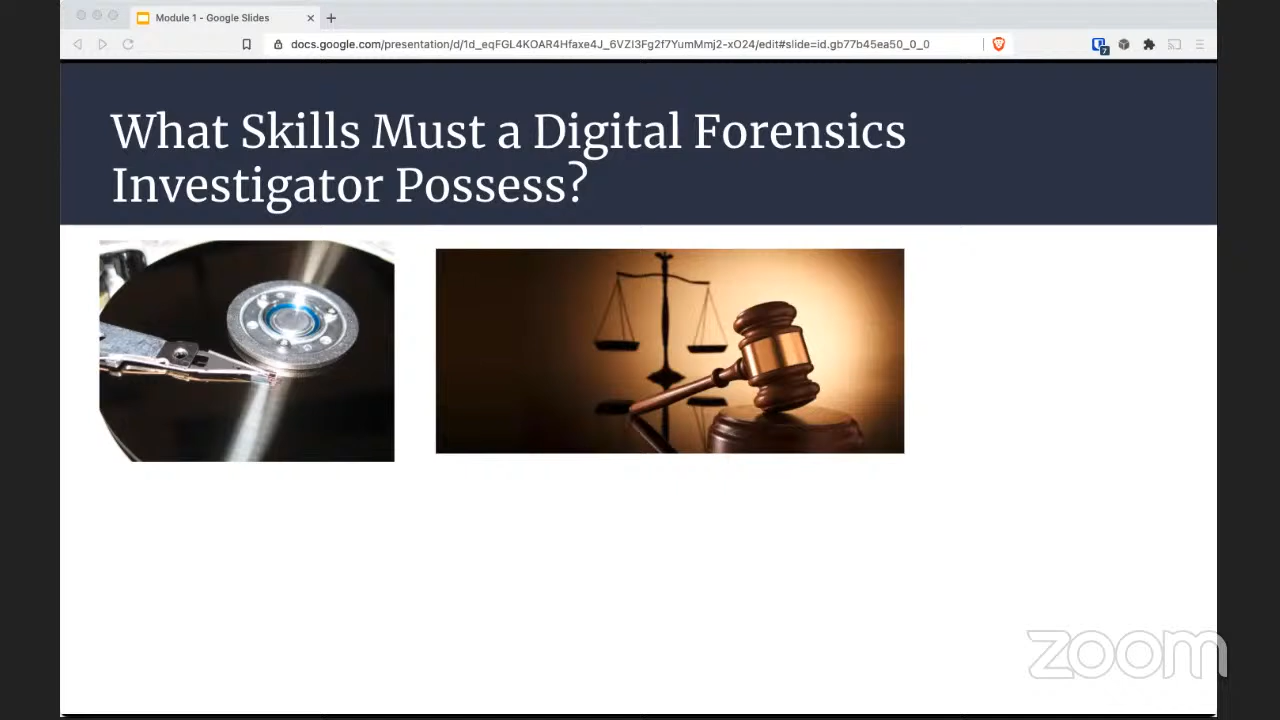 Module 1 - Google Slides
docs.google.com/presentation/d/1d_eqFGL4KOAR4Hfaxe4J_6VZI3Fg2f7YumMmj2-xO24/edit#slide=id.gb77b45ea50_0_0
7
What Skills Must a Digital Forensics
Investigator Possess?
zoom